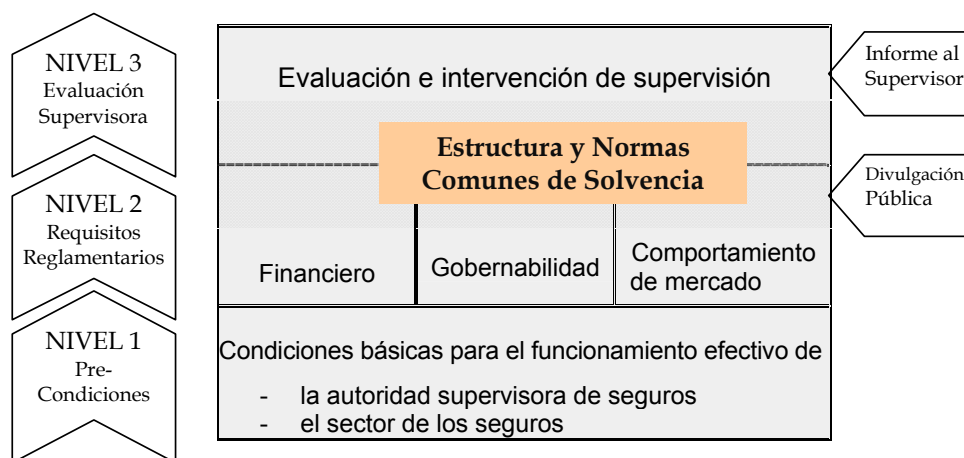 NIVEL 3
Evaluación
Supervisora
NIVEL 2
Requisitos
Reglamentarios
NIVEL 1
Pre-
Condiciones
Evaluación e intervención de supervisión
Estructura y Normas
Comunes de Solvencia
Financiero
Gobernabilidad
Comportamiento
de mercado
Condiciones básicas para el funcionamiento efectivo de
- la autoridad supervisora de seguros
- el sector de los seguros
Informe al
Supervisor
Divulgación
Pública